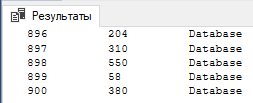 Результаты
896 204 Database
897 310 Database
898 550 Database
899 58 Database
900 380 Database